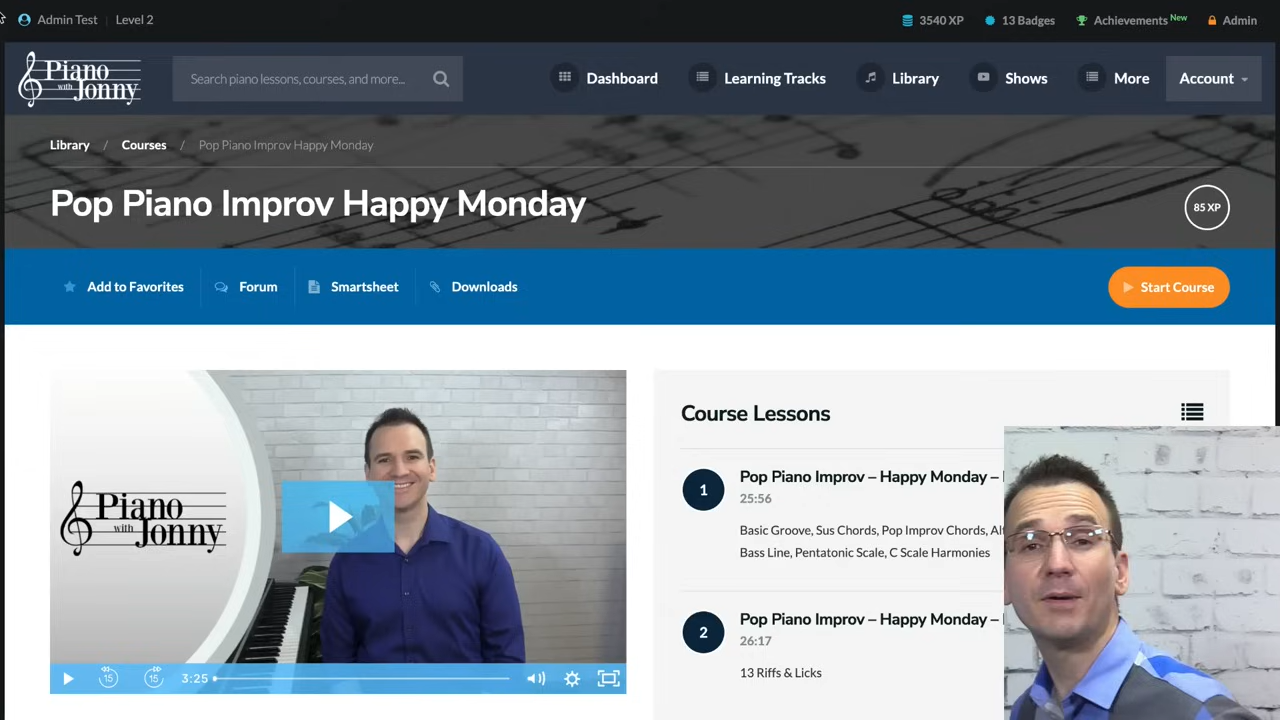 Admin Test
Level 2
3540 XP
13 Badges
Achievements New
Admin
Piano
with
Jonny
Search piano lessons, courses, and more...
Dashboard
Learning Tracks
Library
Shows
More
Account
Library / Courses / Pop Piano Improv Happy Monday
Pop Piano Improv Happy Monday
85 XP
Add to Favorites
Forum
Smartsheet
Downloads
Start Course
Piano
with
Jonny
15
15
3:25
Course Lessons
1
Pop Piano Improv – Happy Monday –
25:56
Basic Groove, Sus Chords, Pop Improv Chords,
Bass Line, Pentatonic Scale, C Scale Harmonies
2
Pop Piano Improv – Happy Monday –
26:17
13 Riffs & Licks